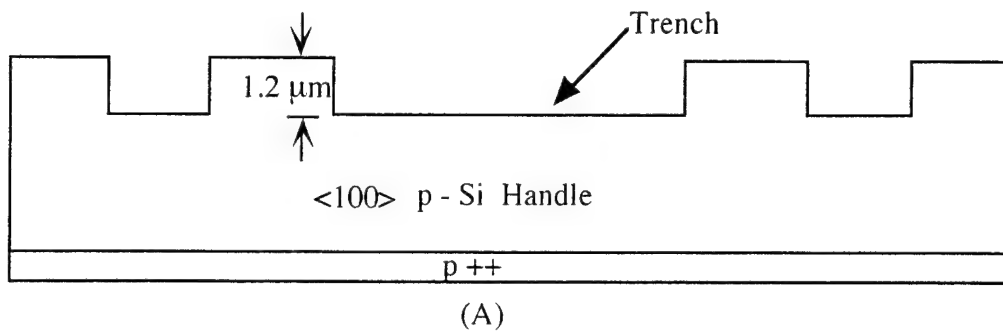 Trench
1.2 μm
<100> p - Si Handle
p ++
(A)